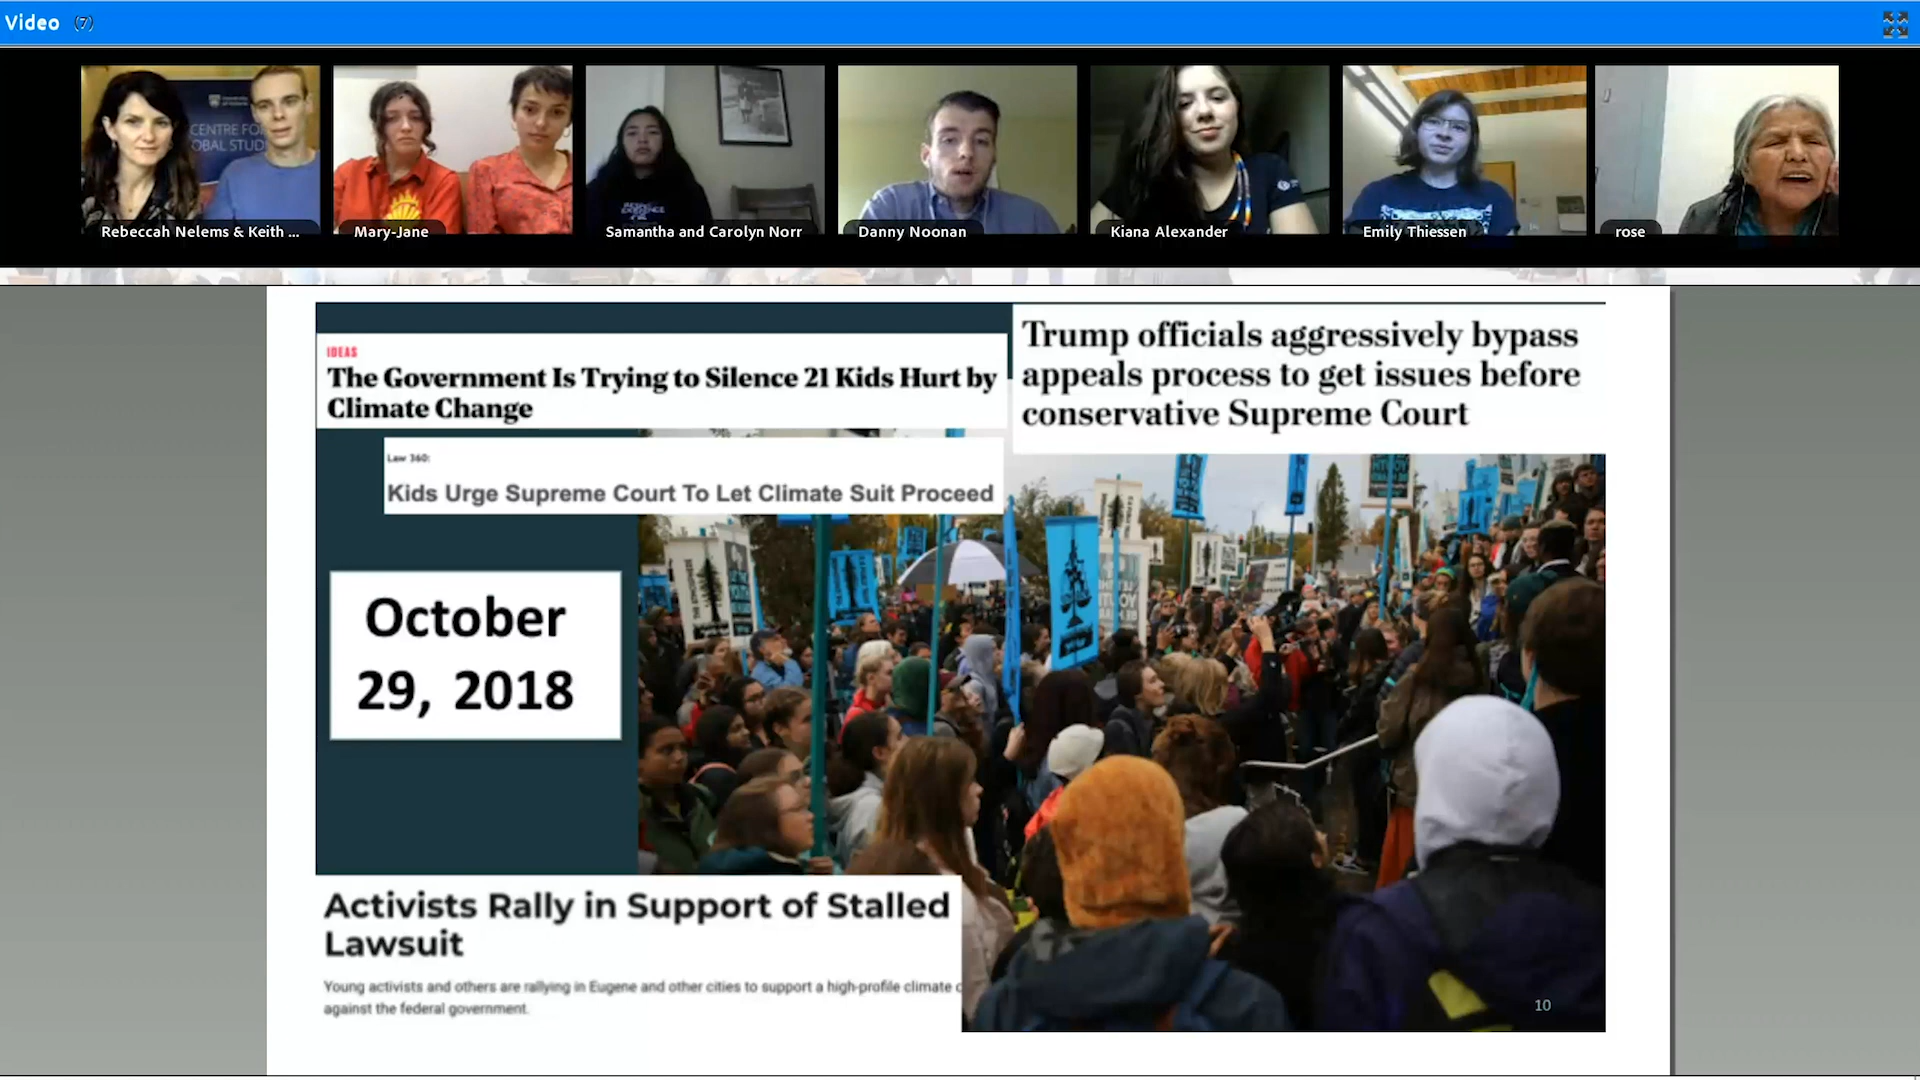 Video (7)
CENTRE FO
OBAL STUD
Rebeccah Nelems & Keith ...
Mary-Jane
Samantha and Carolyn Norr
Danny Noonan
Kiana Alexander
Emily Thiessen
rose
IDEAS
The Government Is Trying to Silence 21 Kids Hurt by
Climate Change
Trump officials aggressively bypass
appeals process to get issues before
conservative Supreme Court
Law 360:
Kids Urge Supreme Court To Let Climate Suit Proceed
October
29, 2018
Activists Rally in Support of Stalled
Lawsuit
Young activists and others are rallying in Eugene and other cities to support a high-profile climate c
against the federal government.
10